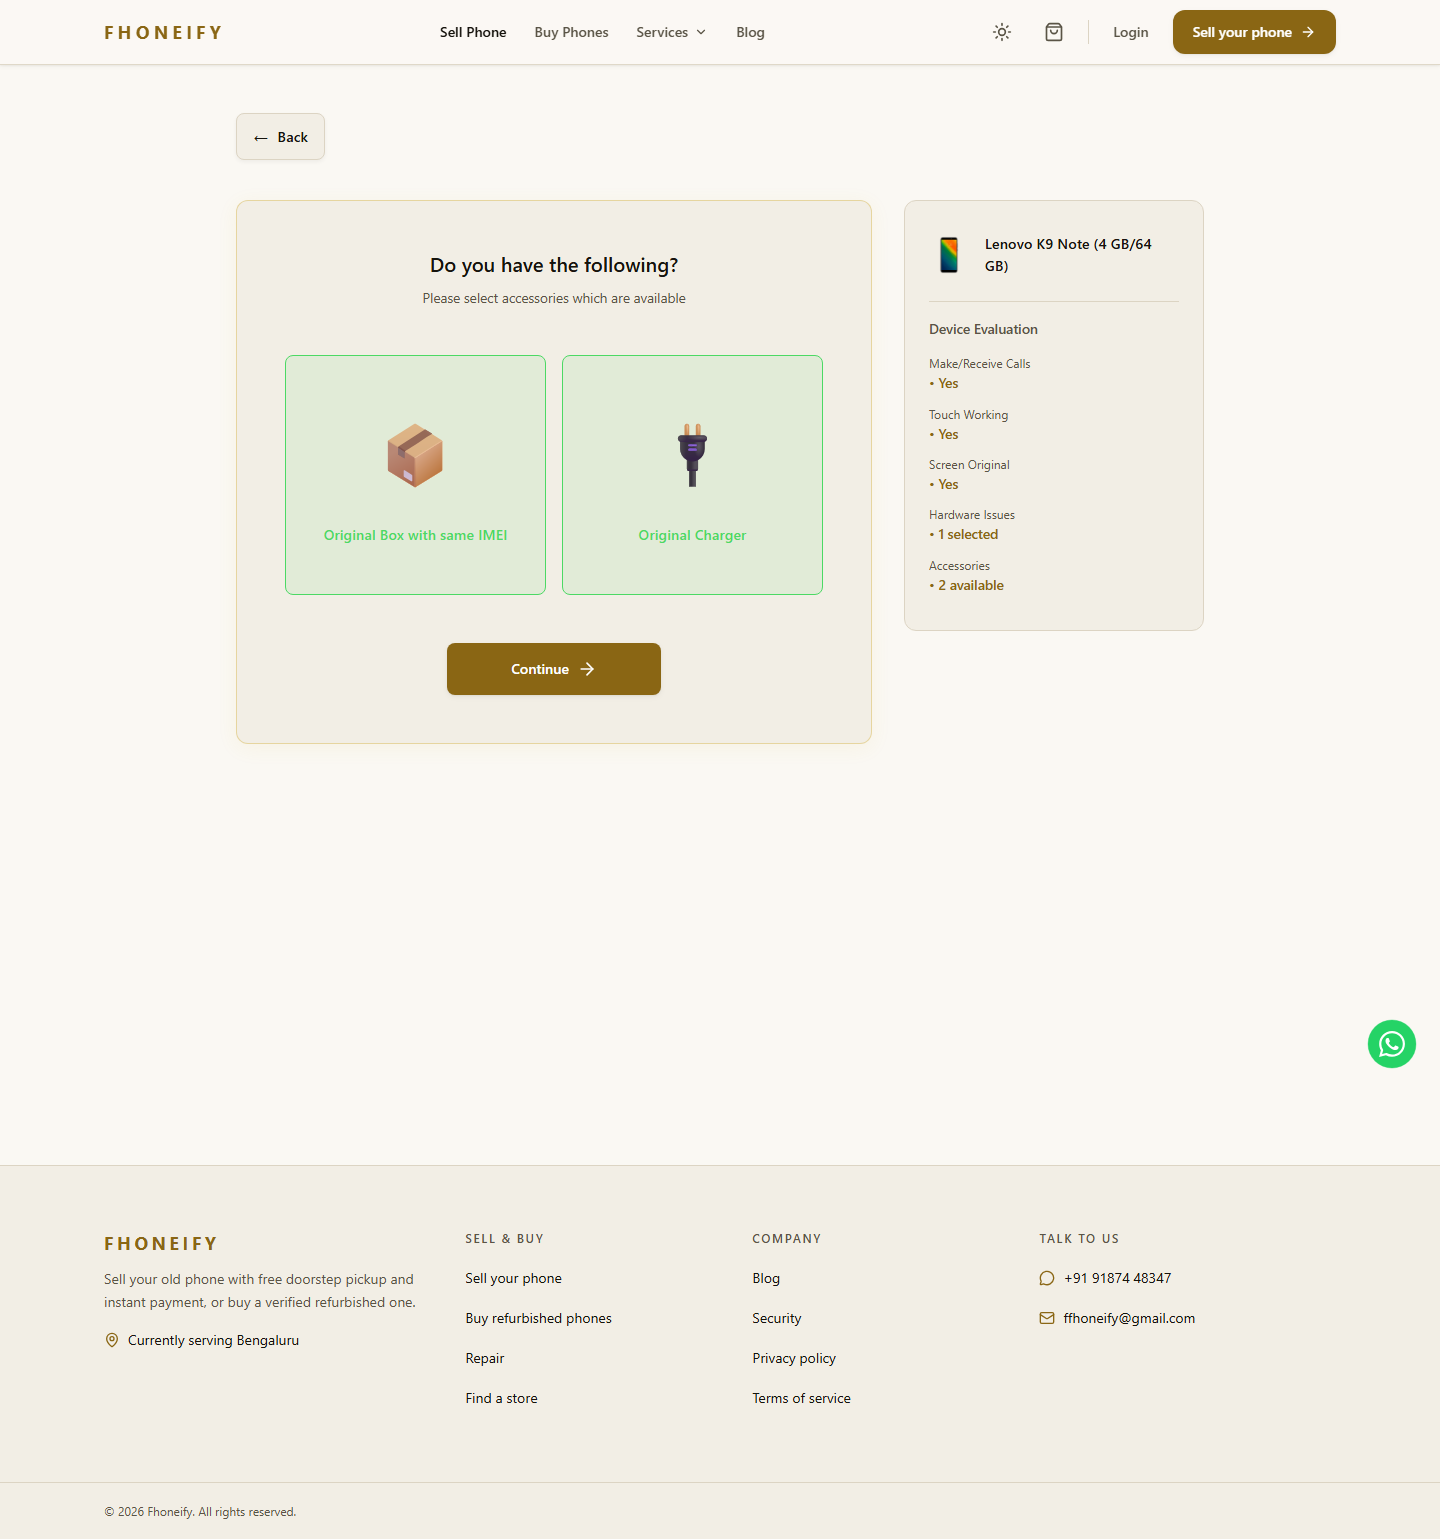 FHONEIFY
Sell Phone
Buy Phones
Services
Blog
Login
Sell your phone →
← Back
Do you have the following?
Please select accessories which are available
Original Box with same IMEI
Original Charger
Continue →
Lenovo K9 Note (4 GB/64
GB)
Device Evaluation
Make/Receive Calls
• Yes
Touch Working
• Yes
Screen Original
• Yes
Hardware Issues
• 1 selected
Accessories
• 2 available
FHONEIFY
Sell your old phone with free doorstep pickup and
instant payment, or buy a verified refurbished one.
Currently serving Bengaluru
SELL & BUY
Sell your phone
Buy refurbished phones
Repair
Find a store
COMPANY
Blog
Security
Privacy policy
Terms of service
TALK TO US
+91 91874 48347
ffhoneify@gmail.com
© 2026 Fhoneify. All rights reserved.